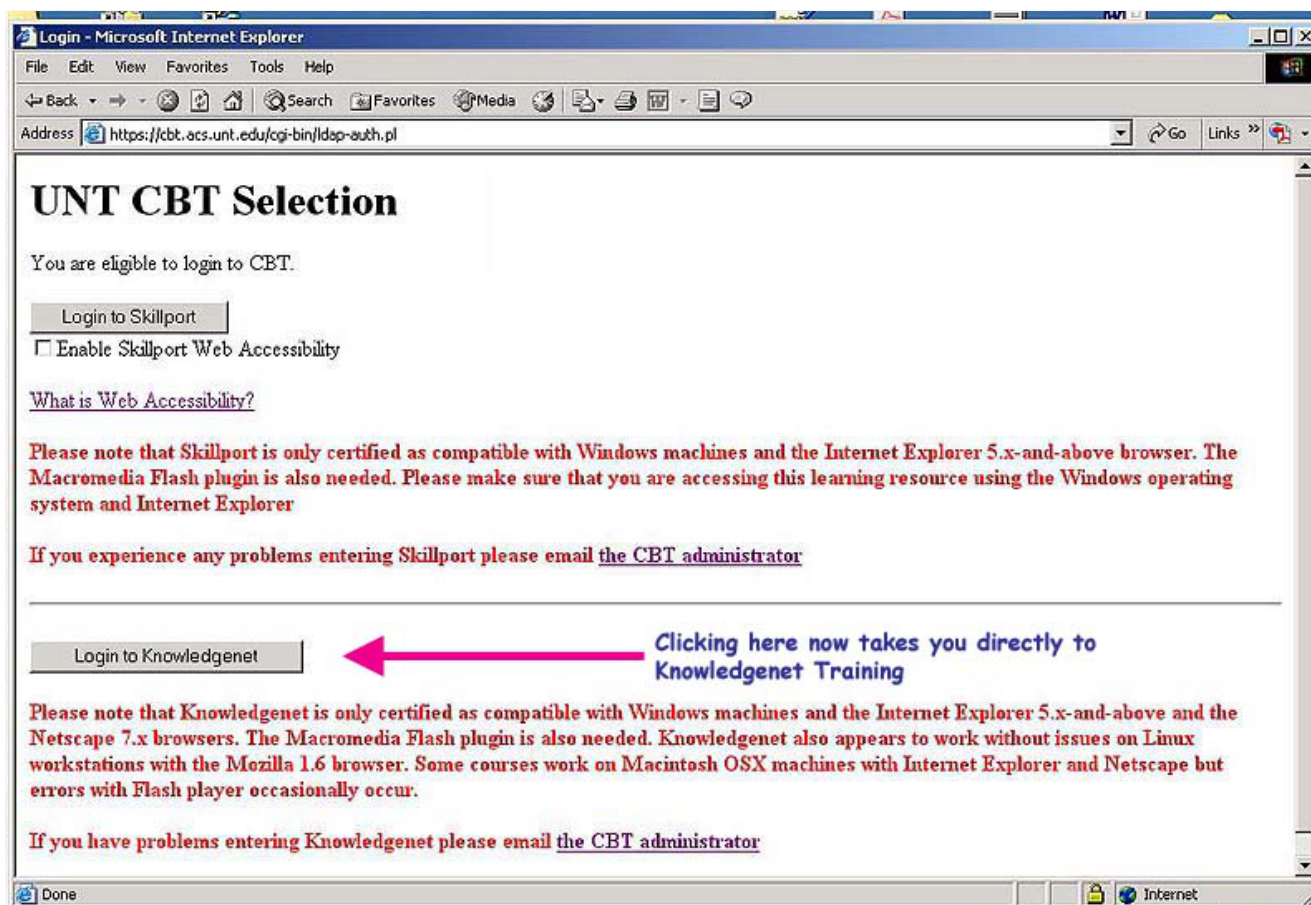 Login - Microsoft Internet Explorer
File Edit View Favorites Tools Help
Back Search Favorites Media
Address https://cbt.acs.unt.edu/cgi-bin/ldap-auth.pl Go Links »
UNT CBT Selection
You are eligible to login to CBT.
Login to Skillport
Enable Skillport Web Accessibility
What is Web Accessibility?
Please note that Skillport is only certified as compatible with Windows machines and the Internet Explorer 5.x-and-above browser. The
Macromedia Flash plugin is also needed. Please make sure that you are accessing this learning resource using the Windows operating
system and Internet Explorer
If you experience any problems entering Skillport please email the CBT administrator
Login to Knowledgenet
Clicking here now takes you directly to
Knowledgenet Training
Please note that Knowledgenet is only certified as compatible with Windows machines and the Internet Explorer 5.x-and-above and the
Netscape 7.x browsers. The Macromedia Flash plugin is also needed. Knowledgenet also appears to work without issues on Linux
workstations with the Mozilla 1.6 browser. Some courses work on Macintosh OSX machines with Internet Explorer and Netscape but
errors with Flash player occasionally occur.
If you have problems entering Knowledgenet please email the CBT administrator
Done Internet